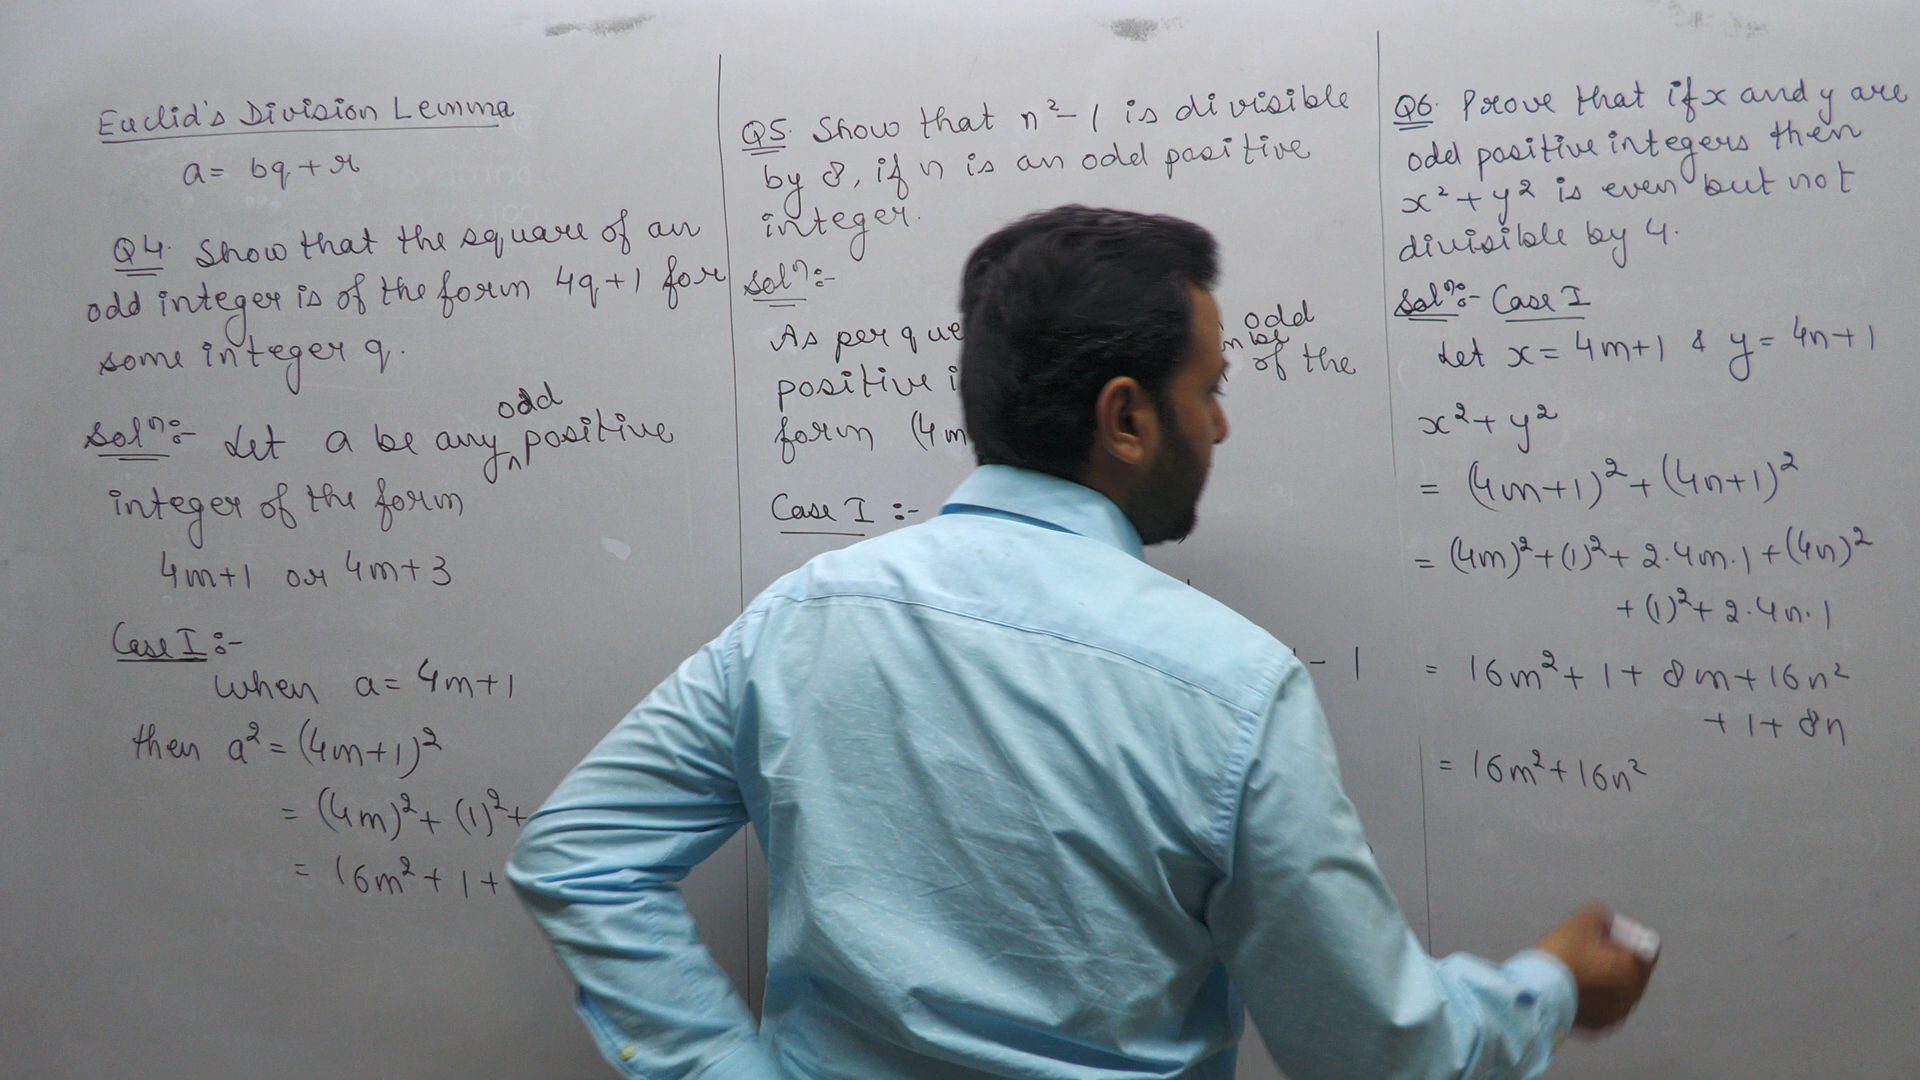 Euclid's Division Lemma
a = bq + r
Q4. Show that the square of an
odd integer is of the form 4q+1 for
some integer q.
Solⁿ:- Let a be any odd positive
integer of the form
4m+1 or 4m+3
Case I :-
when a = 4m+1
then a² = (4m+1)²
= (4m)² + (1)² +
= 16m² + 1 +
Q5. Show that n²-1 is divisible
by 8, if n is an odd positive
integer.
Solⁿ:-
As per que odd
positive be of the
form (4m
Case I :-
- 1
Q6. Prove that if x and y are
odd positive integers then
x² + y² is even but not
divisible by 4.
Solⁿ:- Case I
Let x = 4m+1 & y = 4n+1
x² + y²
= (4m+1)² + (4n+1)²
= (4m)² + (1)² + 2.4m.1 + (4n)²
+ (1)² + 2.4n.1
= 16m² + 1 + 8m + 16n²
+ 1 + 8n
= 16m² + 16n²